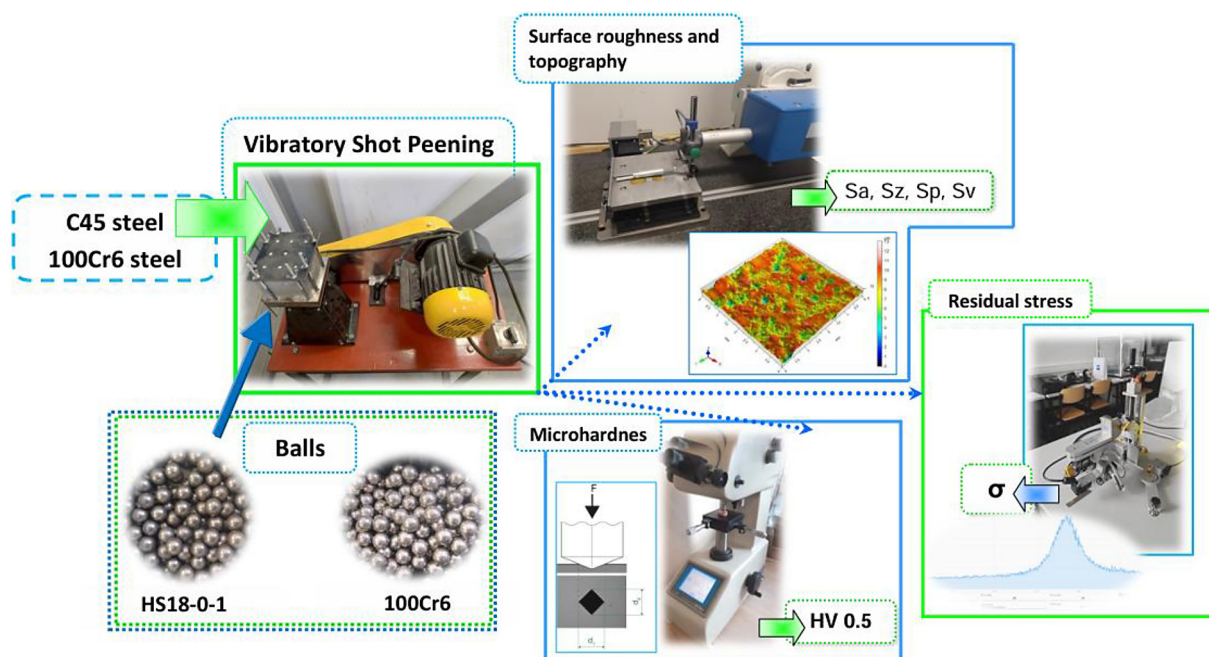 Surface roughness and
topography
Vibratory Shot Peening
C45 steel
100Cr6 steel
Sa, Sz, Sp, Sv
Residual stress
Balls
Microhardnes
F
σ
HS18-0-1
100Cr6
HV 0.5